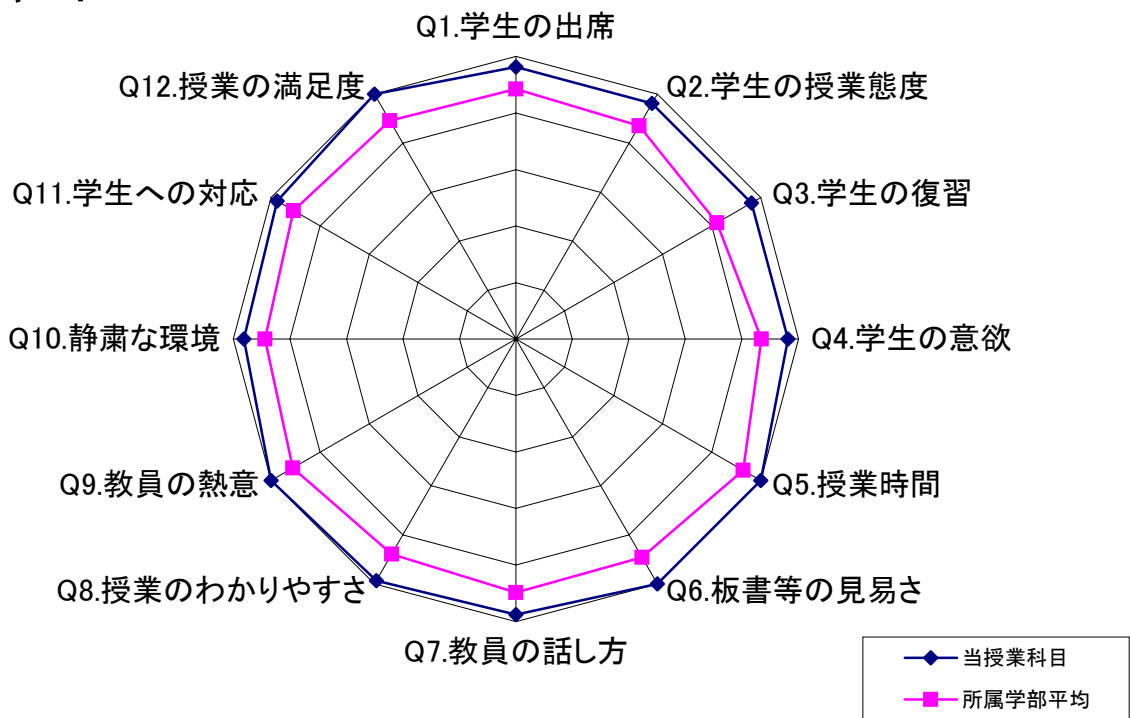 Q1.学生の出席
Q2.学生の授業態度
Q3.学生の復習
Q4.学生の意欲
Q5.授業時間
Q6.板書等の見易さ
Q7.教員の話し方
Q8.授業のわかりやすさ
Q9.教員の熱意
Q10.静粛な環境
Q11.学生への対応
Q12.授業の満足度
当授業科目
所属学部平均